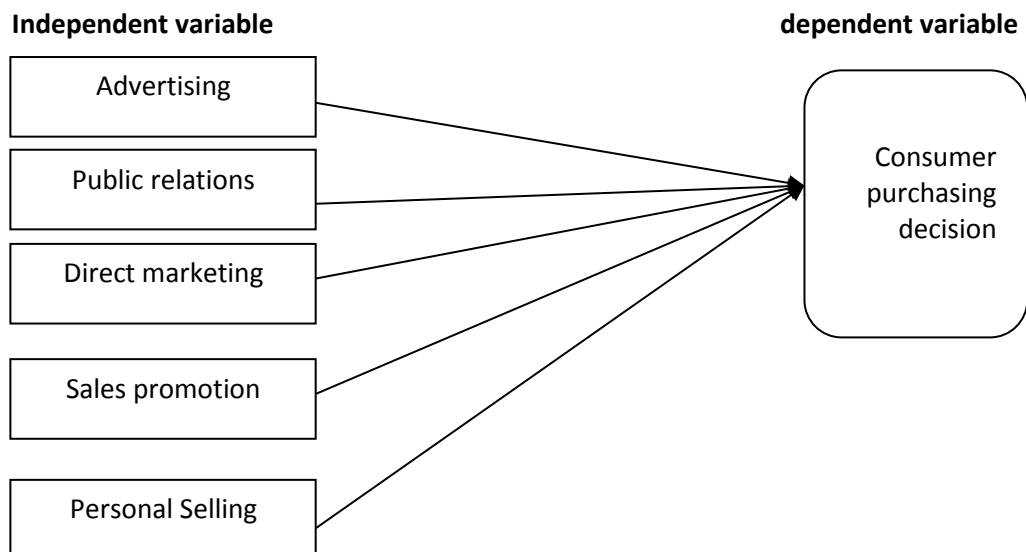 Independent variable
dependent variable
Advertising
Public relations
Direct marketing
Sales promotion
Personal Selling
Consumer
purchasing
decision